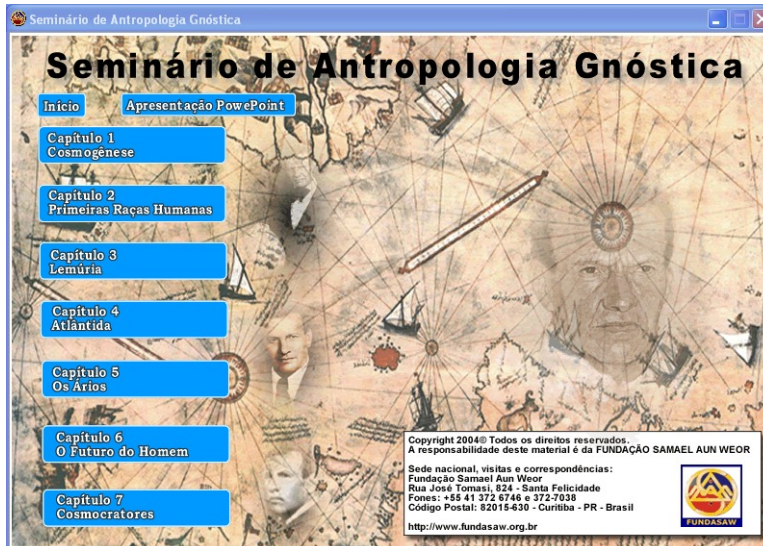 Seminário de Antropologia Gnóstica
Seminário de Antropologia Gnóstica
Início
Apresentação PowePoint
Capítulo 1
Cosmogênese
Capítulo 2
Primeiras Raças Humanas
Capítulo 3
Lemúria
Capítulo 4
Atlântida
Capítulo 5
Os Ários
Capítulo 6
O Futuro do Homem
Capítulo 7
Cosmocratores
Copyright 2004® Todos os direitos reservados.
A responsabilidade deste material é da FUNDAÇÃO SAMAEL AUN WEOR
Sede nacional, visitas e correspondências:
Fundação Samael Aun Weor
Rua José Tomasi, 824 - Santa Felicidade
Fones: +55 41 372 6746 e 372-7038
Código Postal: 82015-630 - Curitiba - PR - Brasil
http://www.fundasaw.org.br
FUNDASAW